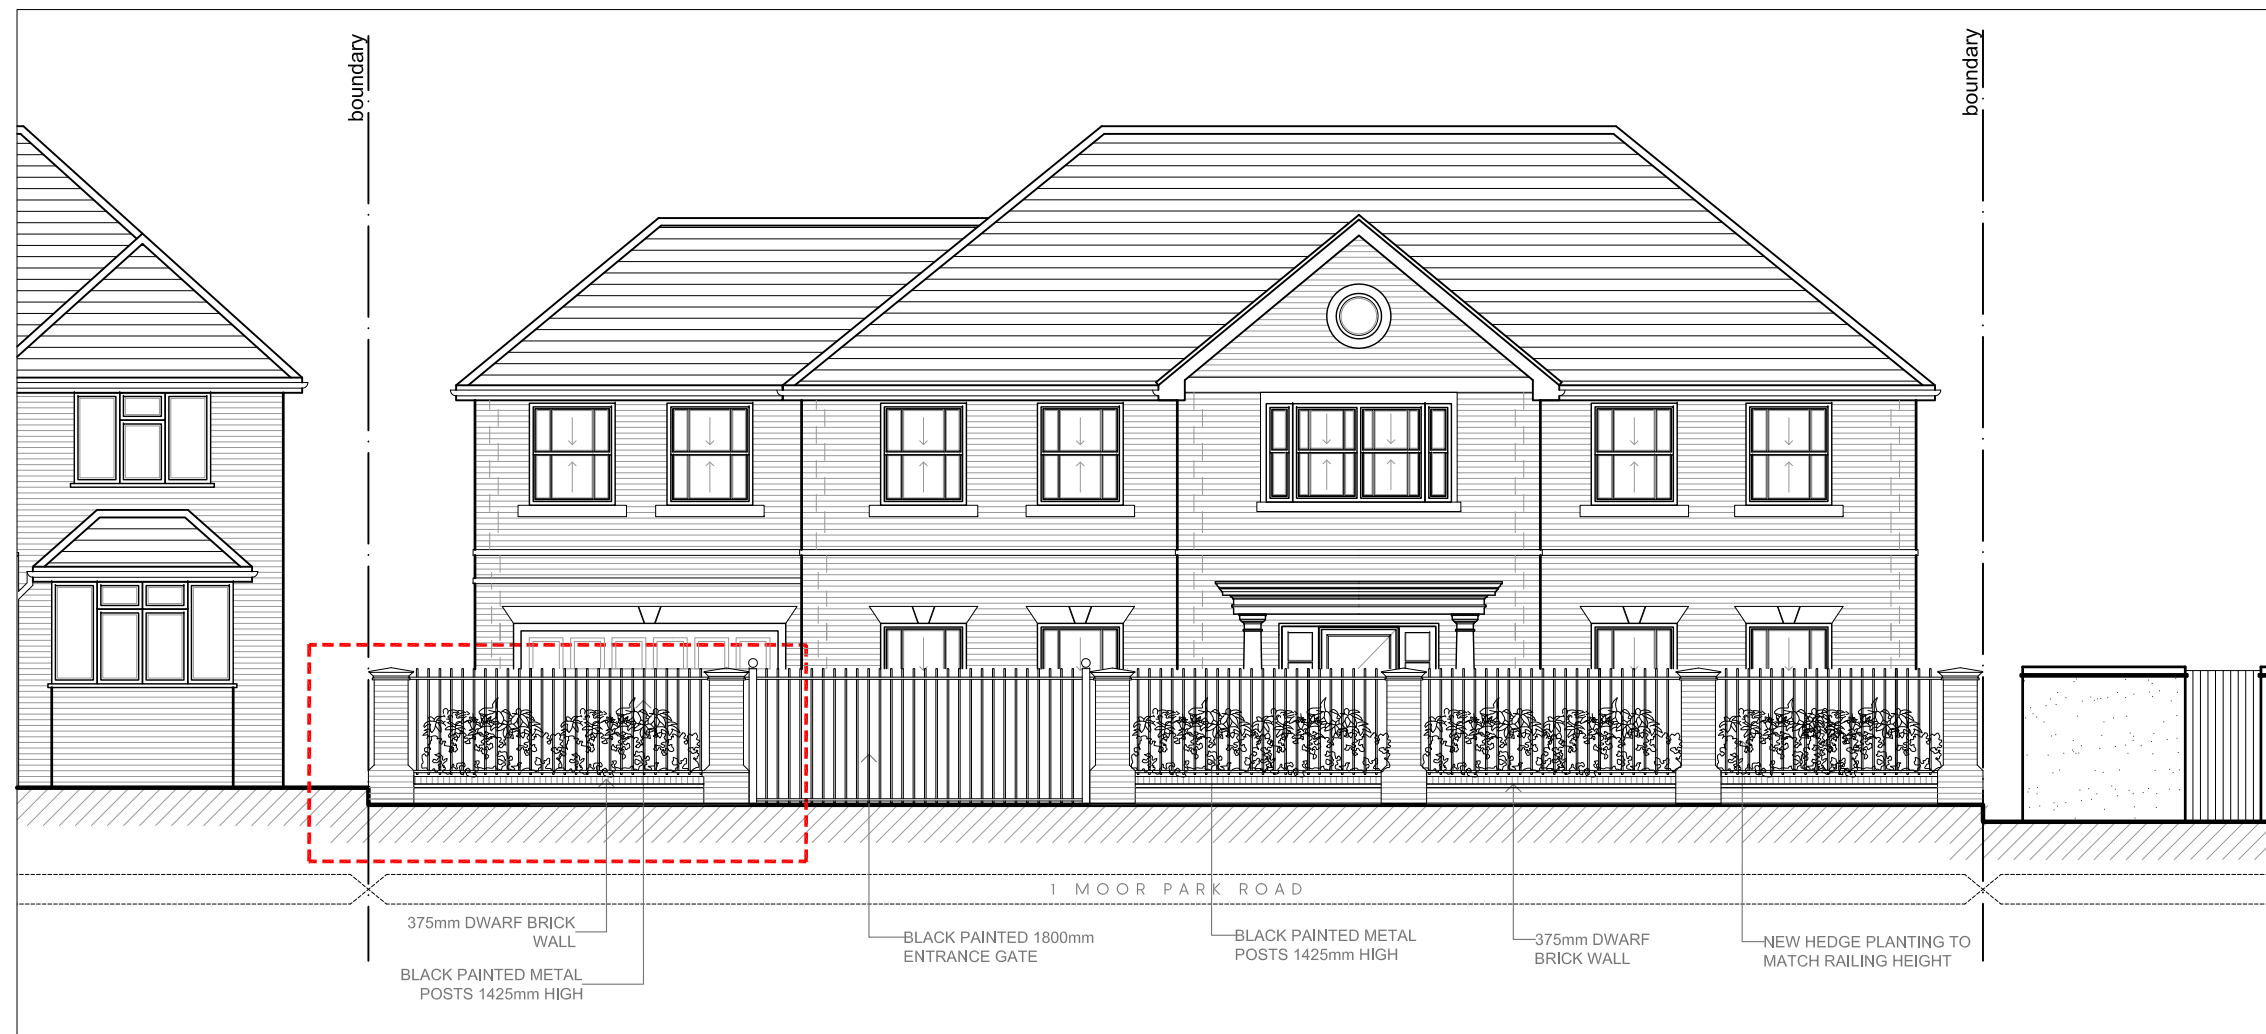 boundary
boundary
1 MOOR PARK ROAD
375mm DWARF BRICK
WALL
BLACK PAINTED METAL
POSTS 1425mm HIGH
BLACK PAINTED 1800mm
ENTRANCE GATE
BLACK PAINTED METAL
POSTS 1425mm HIGH
375mm DWARF
BRICK WALL
NEW HEDGE PLANTING TO
MATCH RAILING HEIGHT